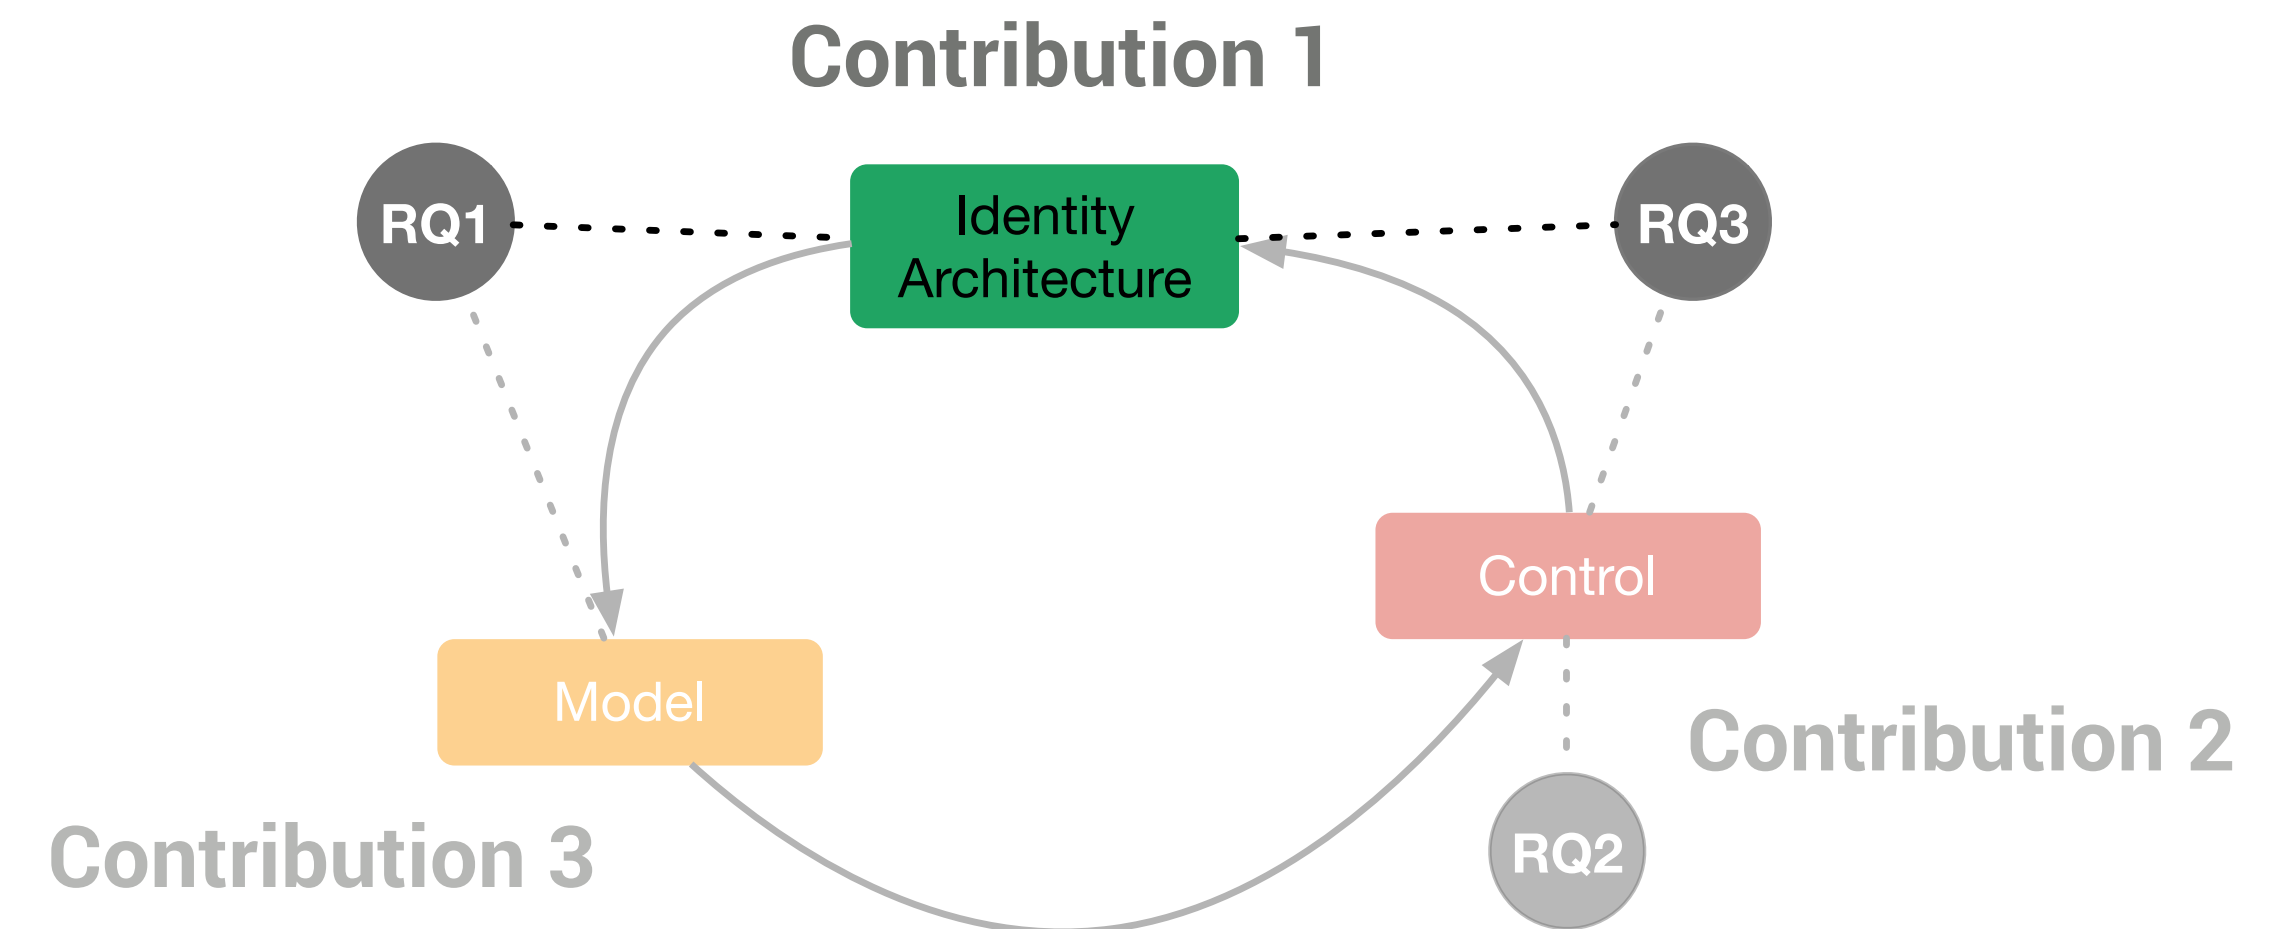 Contribution 1
RQ1
Identity
Architecture
RQ3
Control
Model
Contribution 2
Contribution 3
RQ2